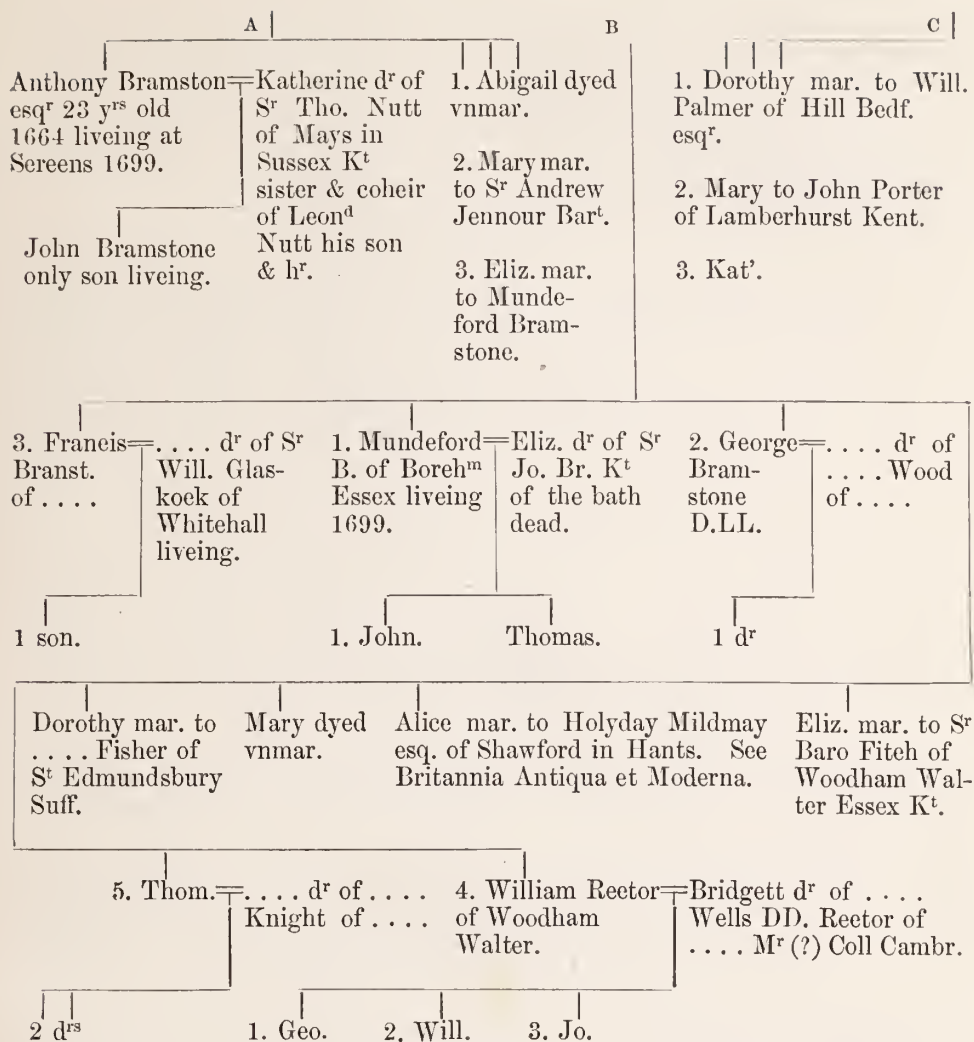 A B C
Anthony Bramston
esqr 23 yrs old
1664 liveing at
Screens 1699.
Katherine dr of
Sr Tho. Nutt
of Mays in
Sussex Kt
sister & coheir
of Leond
Nutt his son
& hr.
1. Abigail dyed
vnmar.
2. Mary mar.
to Sr Andrew
Jennour Bart.
3. Eliz. mar.
to Munde-
ford Bram-
stone.
1. Dorothy mar. to Will.
Palmer of Hill Bedf.
esqr.
2. Mary to John Porter
of Lamberhurst Kent.
3. Kat'.
John Bramstone
only son liveing.
3. Francis
Branst.
of ....
.... dr of Sr
Will. Glas-
kock of
Whitehall
liveing.
1. Mundeford
B. of Borehm
Essex liveing
1699.
Eliz. dr of Sr
Jo. Br. Kt
of the bath
dead.
2. George
Bram-
stone
D.LL.
.... dr of
.... Wood
of ....
1 son.
1. John.
Thomas.
1 dr
Dorothy mar. to
.... Fisher of
St Edmundsbury
Suff.
Mary dyed
vnmar.
Alice mar. to Holyday Mildmay
esq. of Shawford in Hants. See
Britannia Antiqua et Moderna.
Eliz. mar. to Sr
Baro Fitch of
Woodham Wal-
ter Essex Kt.
5. Thom.
.... dr of ....
Knight of ....
4. William Rector
of Woodham
Walter.
Bridgett dr of ....
Wells DD. Rector of
.... Mr (?) Coll Cambr.
2 drs
1. Geo.
2. Will.
3. Jo.